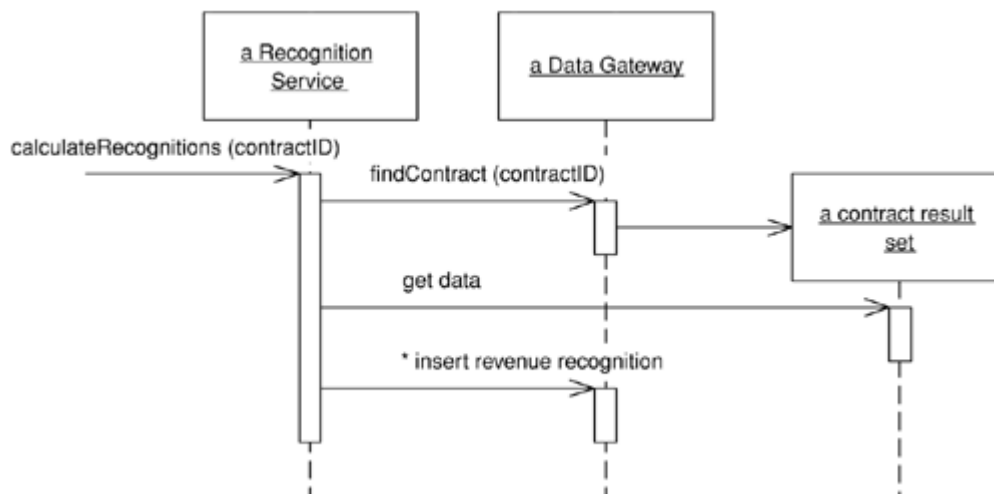 a Recognition
Service
a Data Gateway
calculateRecognitions (contractID)
findContract (contractID)
a contract result
set
get data
* insert revenue recognition